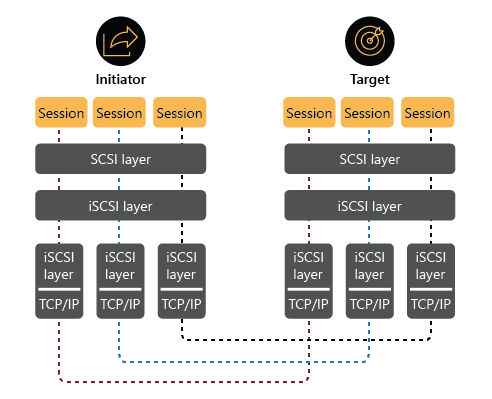 Initiator
Target
Session Session Session
Session Session Session
SCSI layer
SCSI layer
iSCSI layer
iSCSI layer
iSCSI layer
TCP/IP
iSCSI layer
TCP/IP
iSCSI layer
TCP/IP
iSCSI layer
TCP/IP
iSCSI layer
TCP/IP
iSCSI layer
TCP/IP